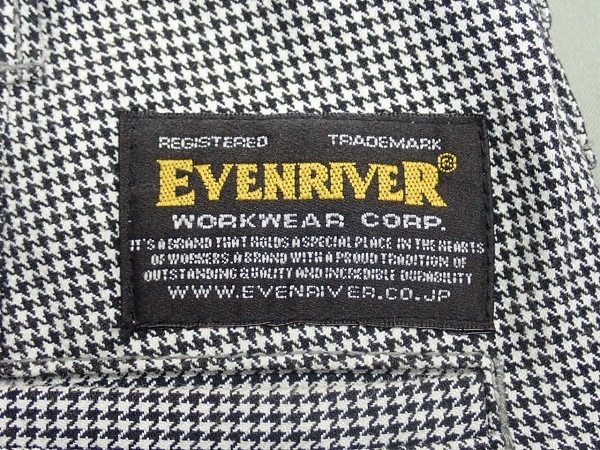 REGISTERED TRADEMARK
EVENRIVER®
WORKWEAR CORP.
IT'S A BRAND THAT HOLDS A SPECIAL PLACE IN THE HEARTS
OF WORKERS. A BRAND WITH A PROUD TRADITION OF
OUTSTANDING QUALITY AND INCREDIBLE DURABILITY
WWW.EVENRIVER.CO.JP